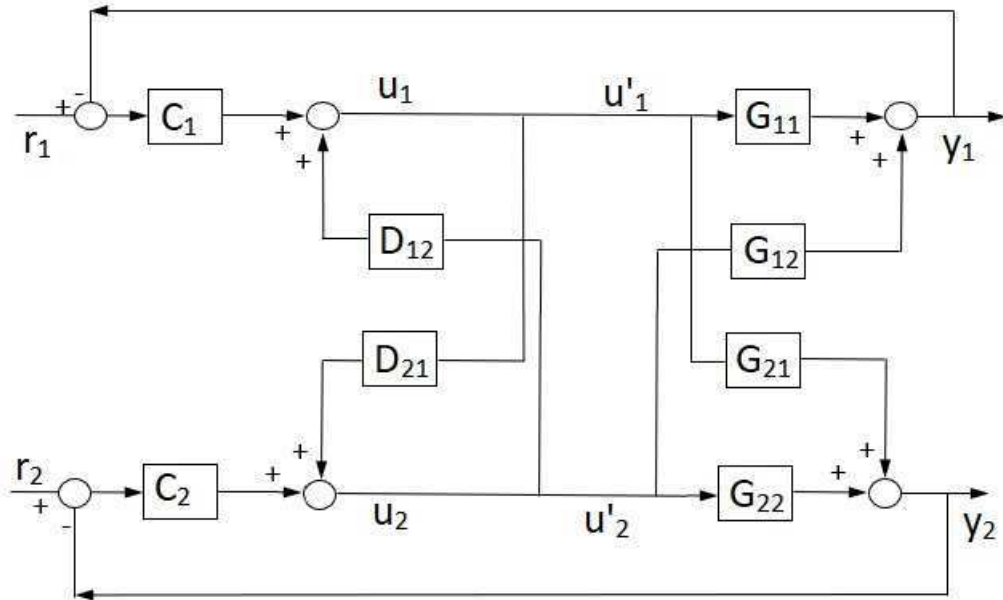 -
+
r₁
C₁
+
+
u₁
u'₁
G₁₁
+
+
y₁
D₁₂
G₁₂
D₂₁
G₂₁
r₂
+
-
C₂
+
+
u₂
u'₂
G₂₂
+
+
y₂